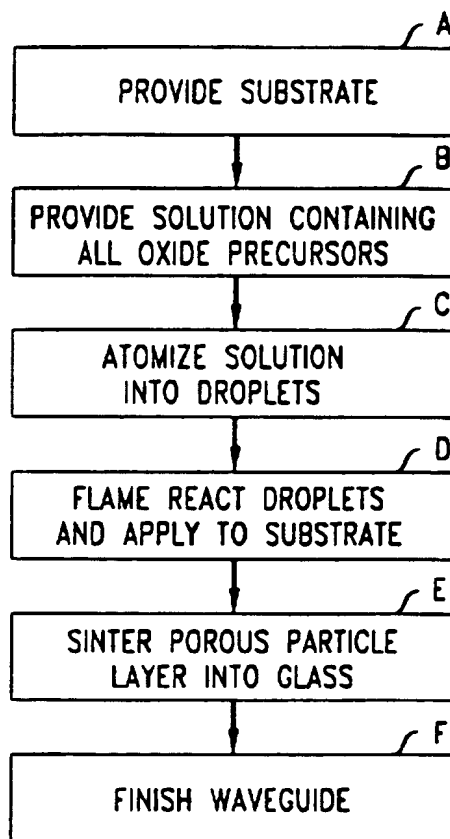 A
PROVIDE SUBSTRATE
B
PROVIDE SOLUTION CONTAINING
ALL OXIDE PRECURSORS
C
ATOMIZE SOLUTION
INTO DROPLETS
D
FLAME REACT DROPLETS
AND APPLY TO SUBSTRATE
E
SINTER POROUS PARTICLE
LAYER INTO GLASS
F
FINISH WAVEGUIDE